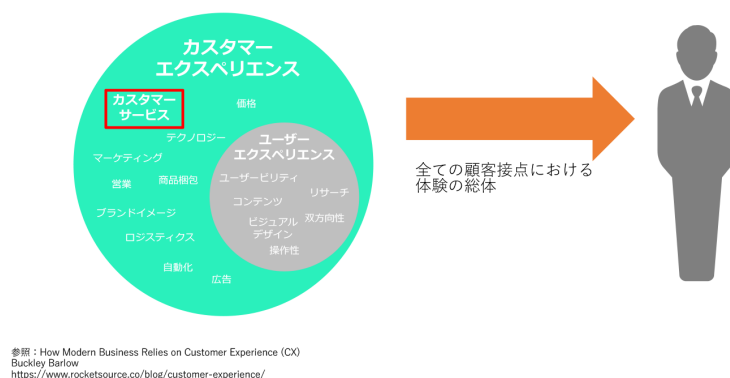 カスタマー
エクスペリエンス
カスタマー
サービス
価格
テクノロジー
マーケティング
営業
商品梱包
ブランドイメージ
ロジスティクス
自動化
広告
ユーザー
エクスペリエンス
ユーザービリティ
リサーチ
コンテンツ
双方向性
ビジュアル
デザイン
操作性
全ての顧客接点における
体験の総体
参照：How Modern Business Relies on Customer Experience (CX)
Buckley Barlow
https://www.rocketsource.co/blog/customer-experience/